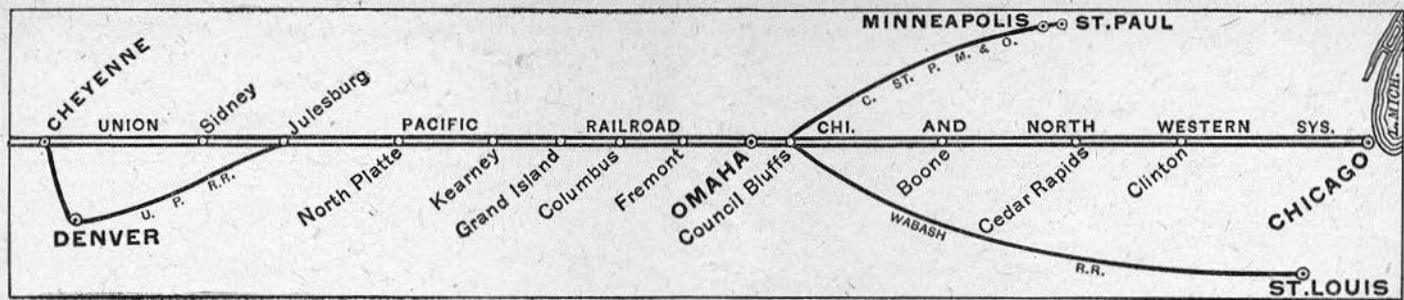 MINNEAPOLIS ST. PAUL
C. ST. P. M. & O.
CHEYENNE
UNION PACIFIC RAILROAD
Sidney
Julesburg
CHI. AND NORTH WESTERN SYS.
L. MICH.
U. P. R.R.
DENVER
North Platte
Kearney
Grand Island
Columbus
Fremont
OMAHA
Council Bluffs
Boone
Cedar Rapids
Clinton
CHICAGO
WABASH R.R.
ST. LOUIS